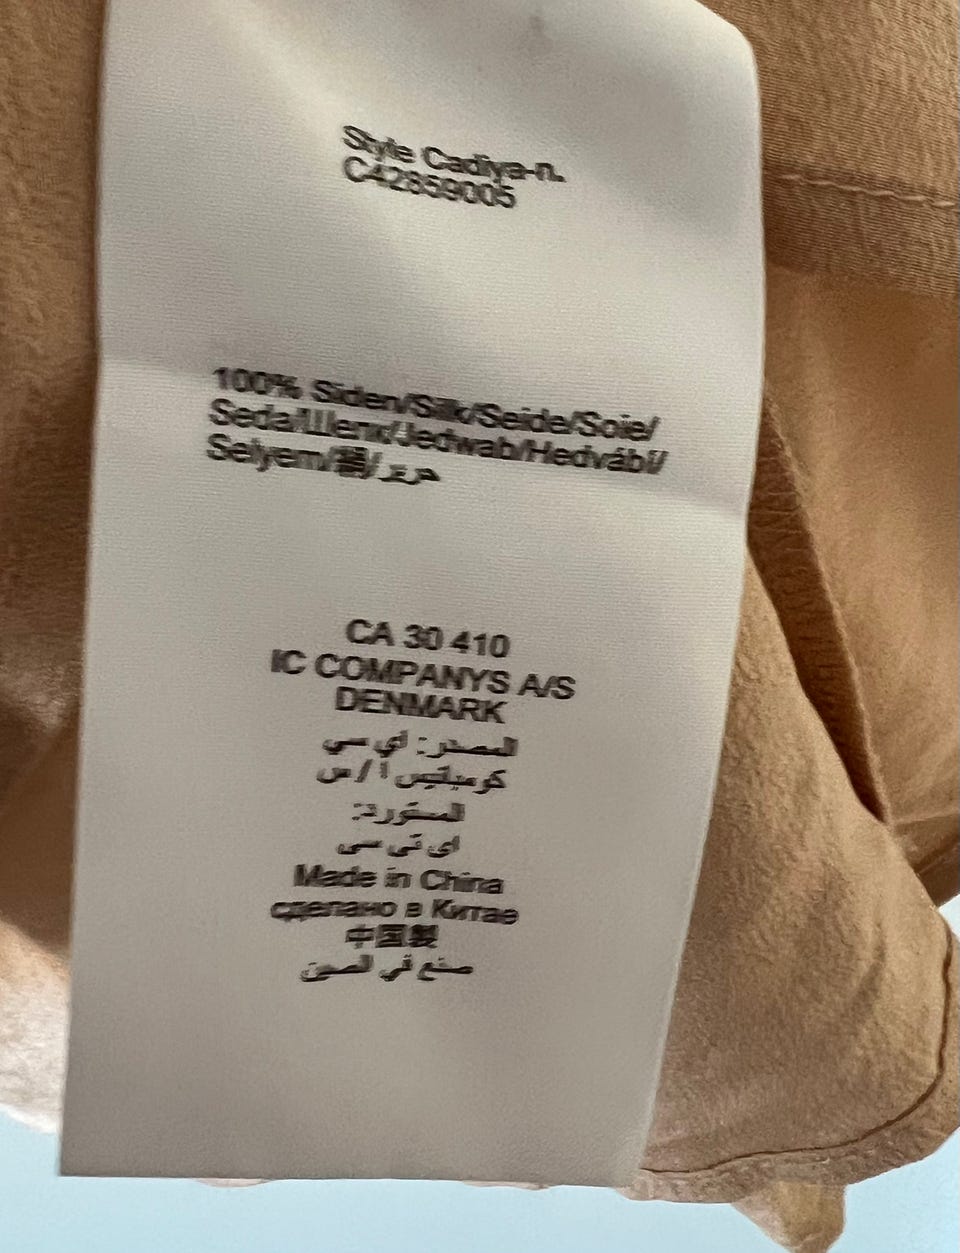 Style Cadiya-n.
C42859005
100% Siden/Silk/Seide/Soie/
Seda/Шелк/Jedwab/Hedvábí/
Selyem/絹/حرير
CA 30 410
IC COMPANYS A/S
DENMARK
المصدر: اي سي
كومبانيس ا / س
المستورد:
اي تي سي
Made in China
сделано в Китае
中国製
صنع في الصين